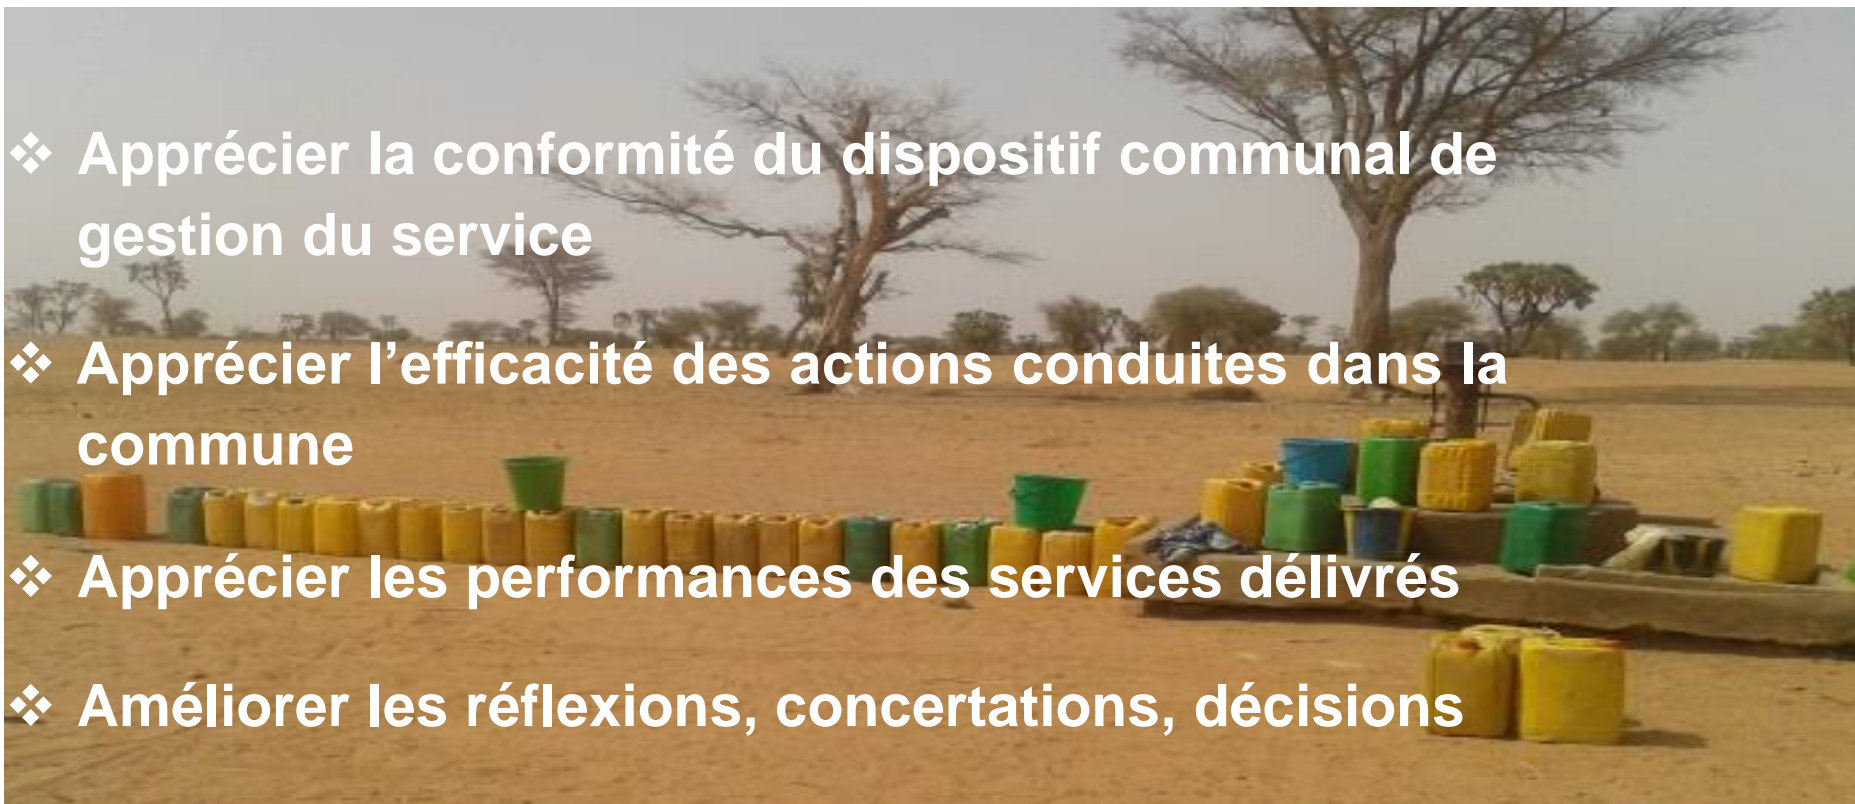 ❖ Apprécier la conformité du dispositif communal de
gestion du service
❖ Apprécier l’efficacité des actions conduites dans la
commune
❖ Apprécier les performances des services délivrés
❖ Améliorer les réflexions, concertations, décisions